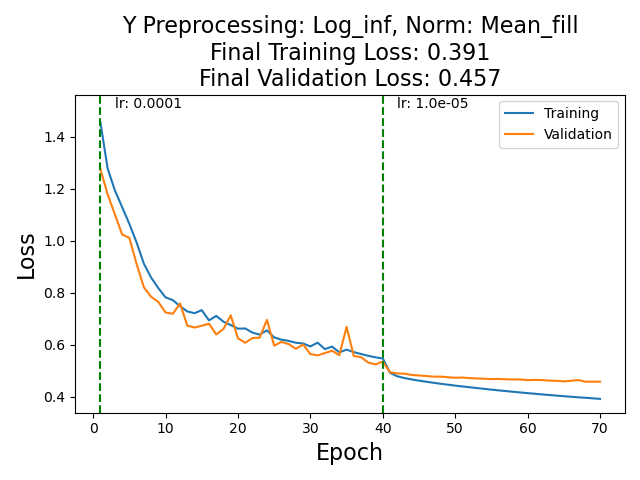 Y Preprocessing: Log_inf, Norm: Mean_fill
Final Training Loss: 0.391
Final Validation Loss: 0.457
lr: 0.0001
lr: 1.0e-05
Training
Validation
1.4
1.2
1.0
0.8
0.6
0.4
Loss
0 10 20 30 40 50 60 70
Epoch